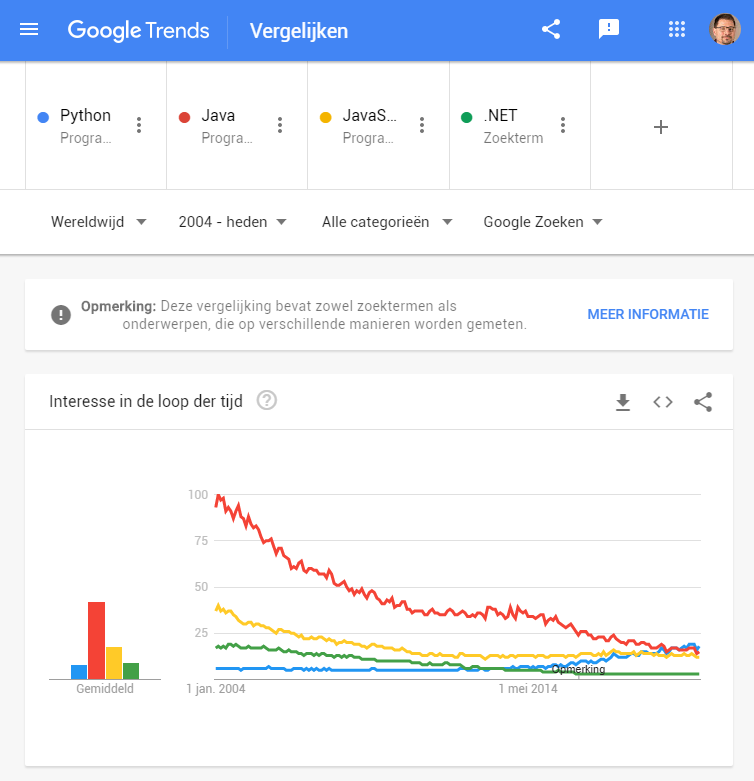 Google Trends Vergelijken
Python Java JavaS... .NET
Progra... Progra... Progra... Zoekterm
Wereldwijd 2004 - heden Alle categorieën Google Zoeken
Opmerking: Deze vergelijking bevat zowel zoektermen als
onderwerpen, die op verschillende manieren worden gemeten.
MEER INFORMATIE
Interesse in de loop der tijd
100
75
50
25
Opmerking
Gemiddeld 1 jan. 2004 1 mei 2014